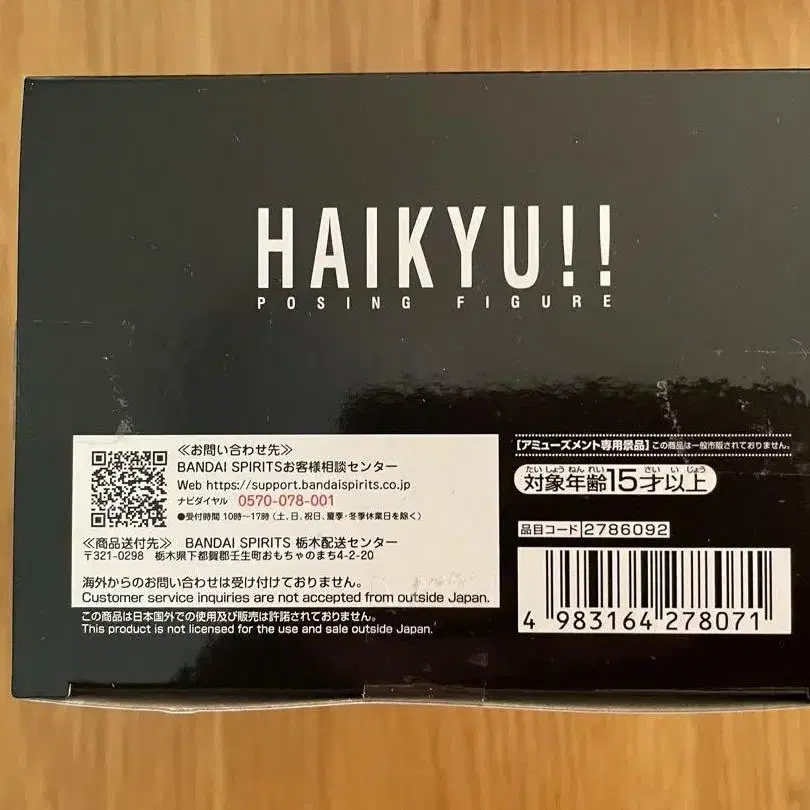 HAIKYU!!
POSING FIGURE
≪お問い合わせ先≫
BANDAI SPIRITSお客様相談センター
Web https://support.bandaispirits.co.jp
ナビダイヤル 0570-078-001
●受付時間 10時〜17時（土、日、祝日、夏季・冬季休業日を除く）
≪商品送付先≫ BANDAI SPIRITS 栃木配送センター
〒321-0298 栃木県下都賀郡壬生町おもちゃのまち4-2-20
海外からのお問い合わせは受け付けておりません。
Customer service inquiries are not accepted from outside Japan.
この商品は日本国外での使用及び販売は許諾されておりません。
This product is not licensed for the use and sale outside Japan.
【アミューズメント専用景品】この商品は一般市販されておりません。
たいしょうねんれい さい いじょう
対象年齢15才以上
品目コード 2786092
4 983164 278071